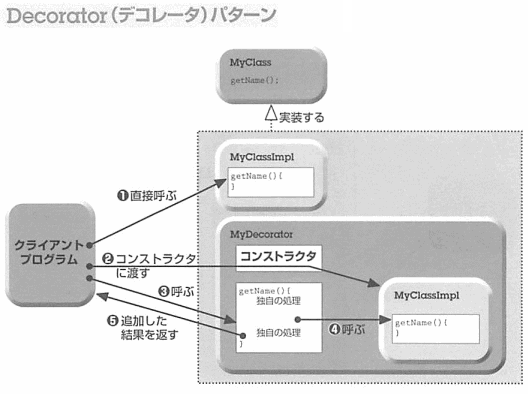 Decorator（デコレータ）パターン
MyClass
getName();
実装する
MyClassImpl
getName(){
}
❶直接呼ぶ
クライアント
プログラム
MyDecorator
❷コンストラクタ
に渡す
コンストラクタ
❸呼ぶ
getName(){
独自の処理
独自の処理
}
❹呼ぶ
MyClassImpl
getName(){
}
❺追加した
結果を返す